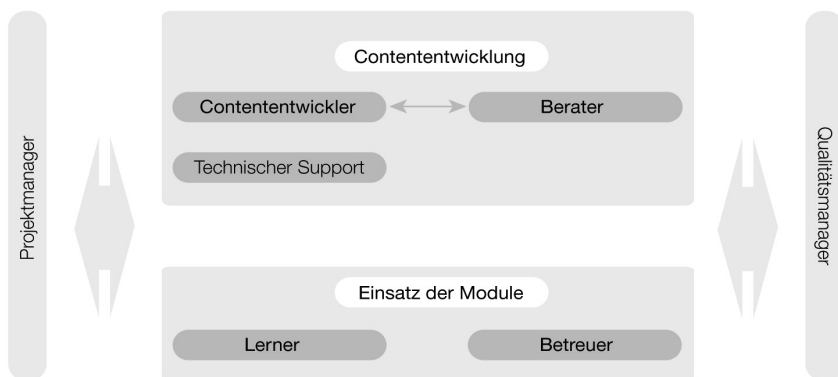 Projektmanager
Contententwicklung
Contententwickler
Berater
Technischer Support
Einsatz der Module
Lerner
Betreuer
Qualitätsmanager